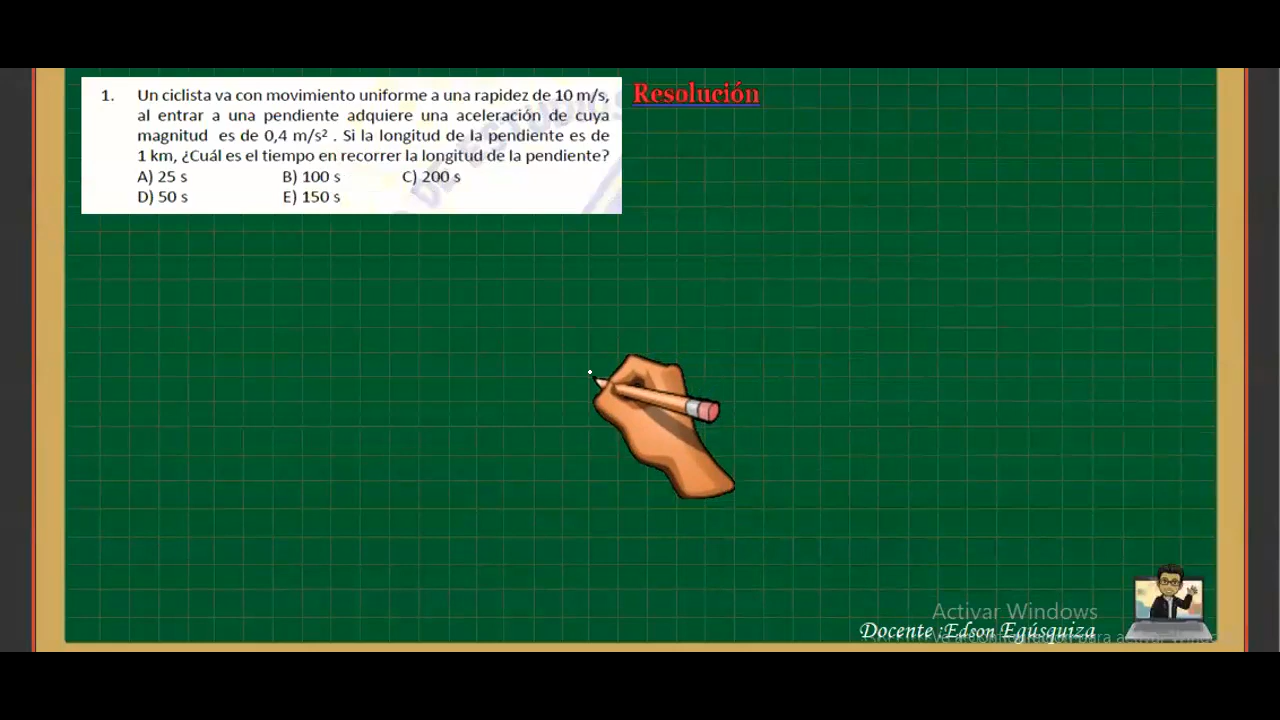 1. Un ciclista va con movimiento uniforme a una rapidez de 10 m/s,
al entrar a una pendiente adquiere una aceleración de cuya
magnitud es de 0,4 m/s² . Si la longitud de la pendiente es de
1 km, ¿Cuál es el tiempo en recorrer la longitud de la pendiente?
A) 25 s B) 100 s C) 200 s
D) 50 s E) 150 s
Resolución
DE ESTUDIOS
Activar Windows
Docente :Edson Egúsquiza